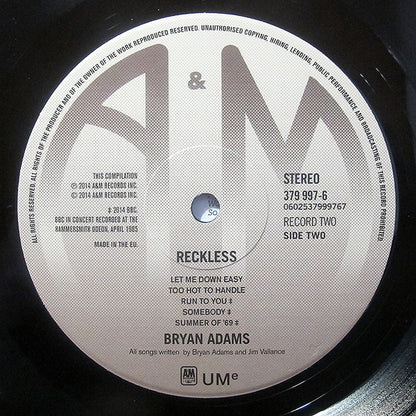 ALL RIGHTS RESERVED. ALL RIGHTS OF THE PRODUCER AND OF THE OWNER OF THE WORK REPRODUCED RESERVED. UNAUTHORISED COPYING, HIRING, LENDING, PUBLIC PERFORMANCE AND BROADCASTING OF THIS RECORD PROHIBITED
A & M
THIS COMPILATION
℗ 2014 A&M RECORDS INC.
© 2014 A&M RECORDS INC.
‡ 2014 BBC.
BBC IN CONCERT RECORDED AT THE
HAMMERSMITH ODEON, APRIL 1985
MADE IN THE EU.
STEREO
379 997-6
0602537999767
RECORD TWO
SIDE TWO
RECKLESS
LET ME DOWN EASY
TOO HOT TO HANDLE
RUN TO YOU ‡
SOMEBODY ‡
SUMMER OF '69 ‡
BRYAN ADAMS
All songs written by Bryan Adams and Jim Vallance
A&M
RECORDS
UMe